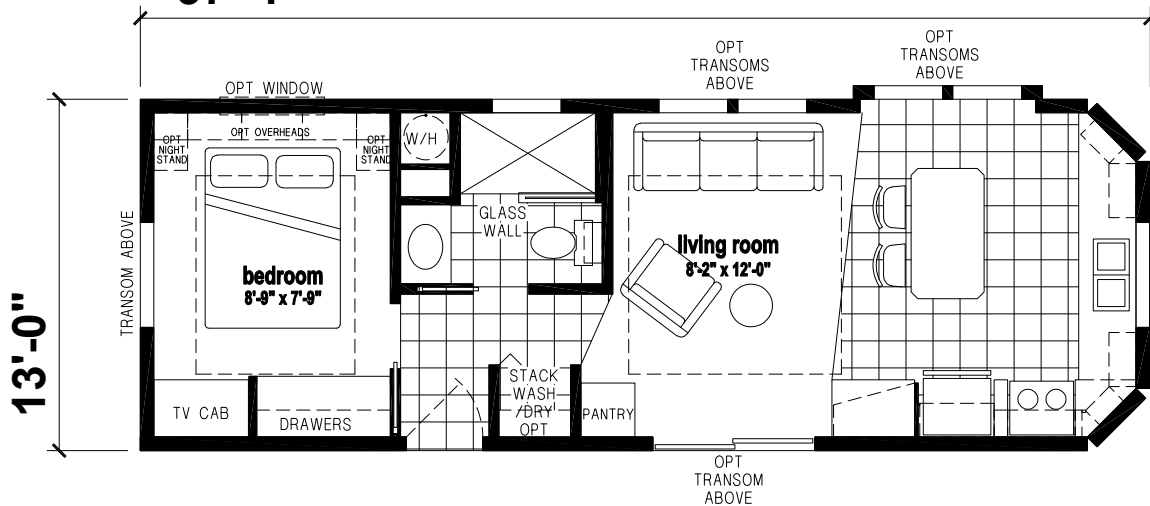 OPT
TRANSOMS
ABOVE
OPT
TRANSOMS
ABOVE
OPT WINDOW
OPT OVERHEADS
OPT
NIGHT
STAND
OPT
NIGHT
STAND
W/H
GLASS
WALL
TRANSOM ABOVE
bedroom
8'-9" x 7'-9"
living room
8'-2" x 12'-0"
13'-0"
TV CAB
DRAWERS
STACK
WASH
/DRY
OPT
PANTRY
OPT
TRANSOM
ABOVE